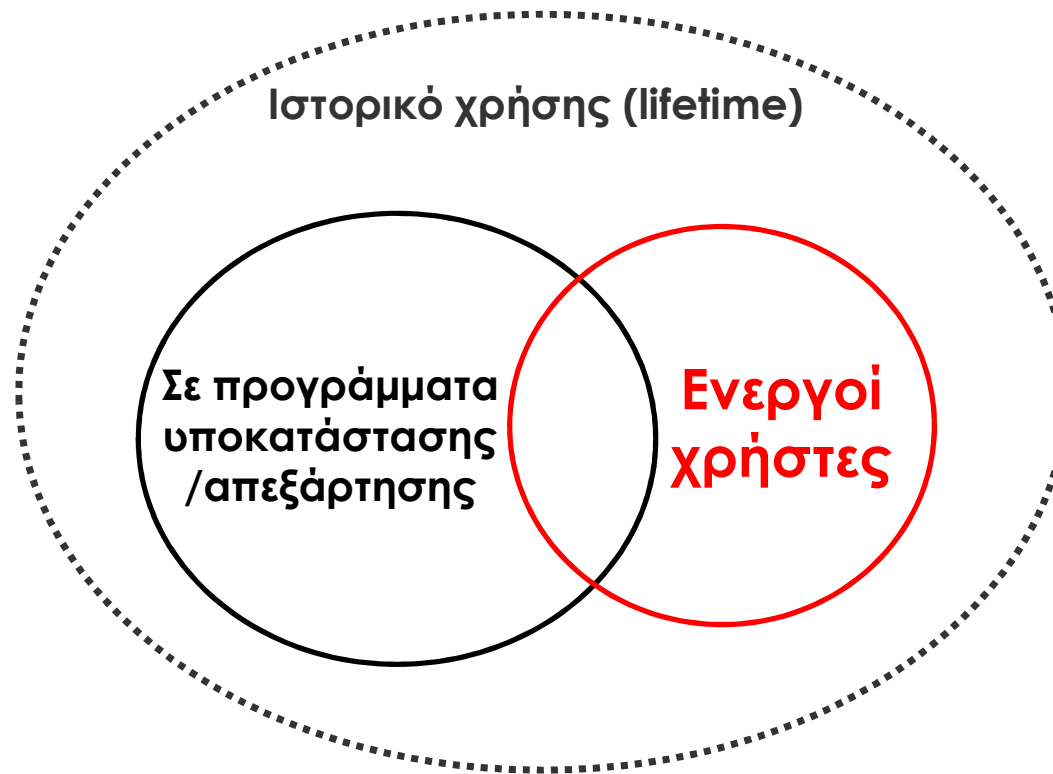 Ιστορικό χρήσης (lifetime)
Σε προγράμματα
υποκατάστασης
/απεξάρτησης
Ενεργοί
χρήστες